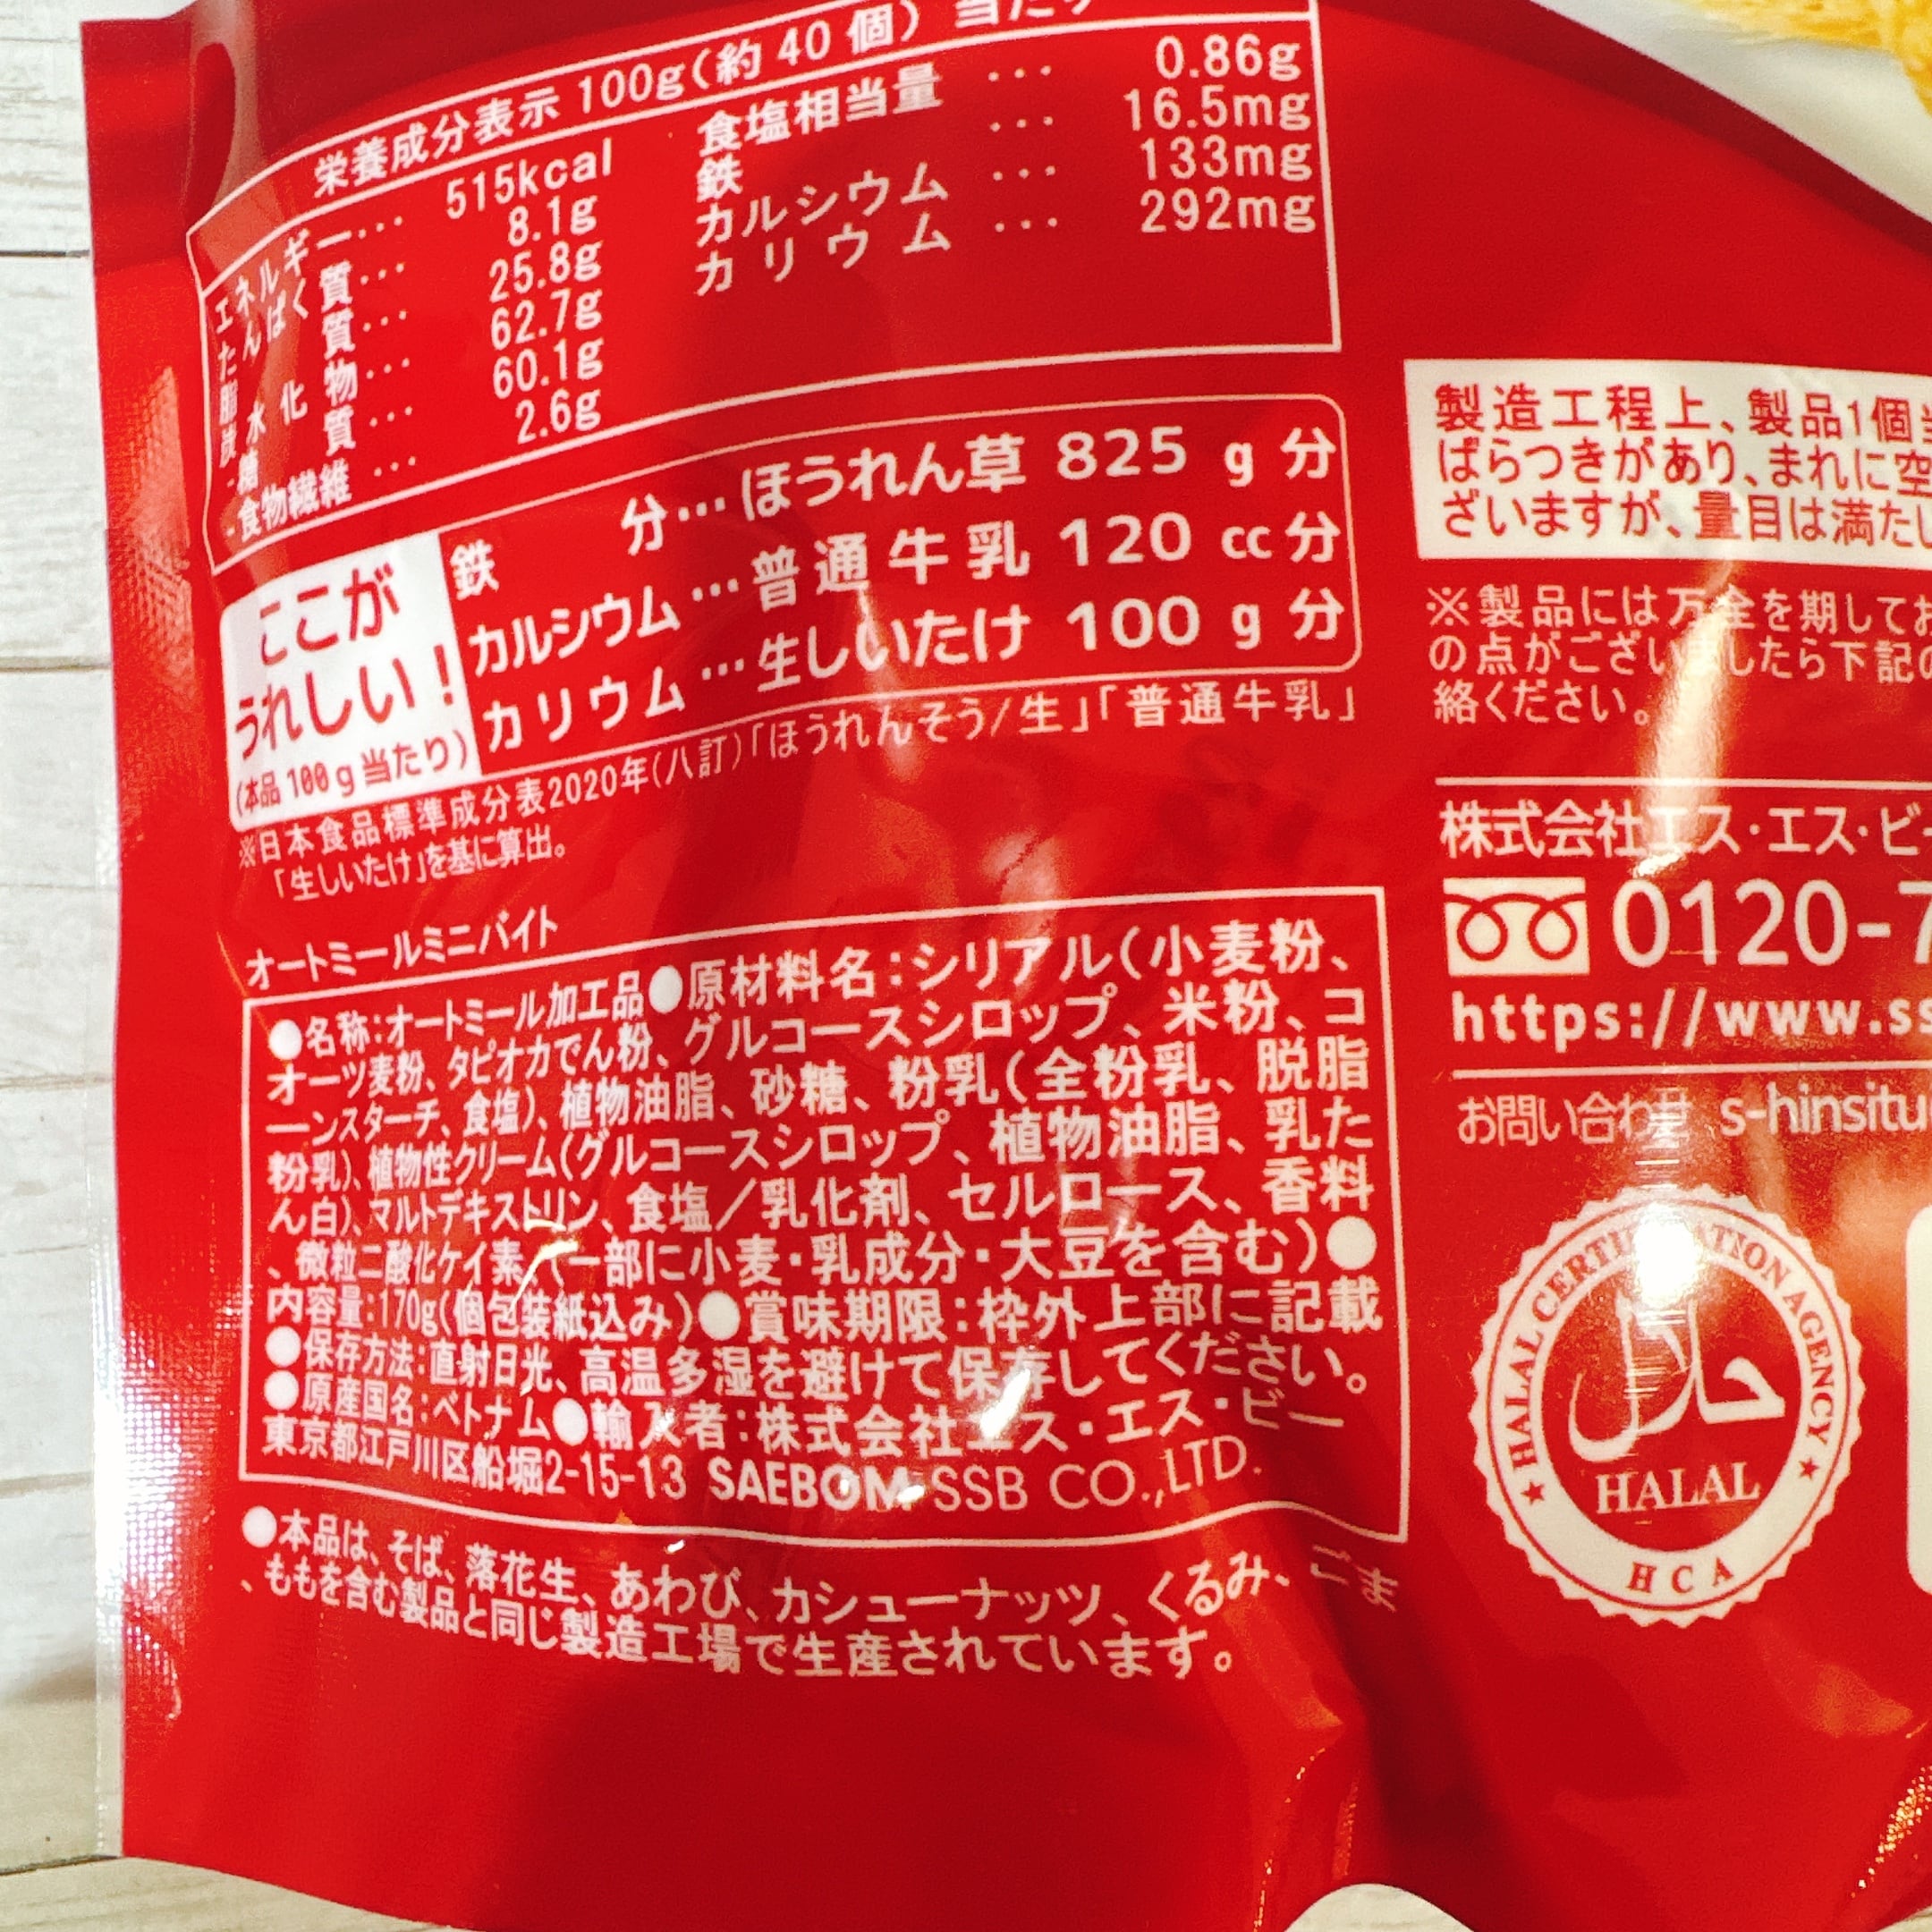 栄養成分表示 100g(約 40 個) 当たり
エネルギー… 515kcal
たんぱく質… 8.1g
脂質… 25.8g
炭水化物… 62.7g
-糖質… 60.1g
-食物繊維… 2.6g
食塩相当量 … 0.86g
鉄 … 16.5mg
カルシウム … 133mg
カリウム … 292mg
ここが
うれしい!
(本品 100g当たり)
鉄分…ほうれん草 825 g 分
カルシウム…普通牛乳 120 cc 分
カリウム…生しいたけ 100 g 分
※日本食品標準成分表2020年(八訂)「ほうれんそう/生」「普通牛乳」
「生しいたけ」を基に算出。
オートミールミニバイト
●名称:オートミール加工品●原材料名:シリアル(小麦粉、
オーツ麦粉、タピオカでん粉、グルコースシロップ、米粉、コ
ーンスターチ、食塩)、植物油脂、砂糖、粉乳(全粉乳、脱脂
粉乳)、植物性クリーム(グルコースシロップ、植物油脂、乳た
ん白)、マルトデキストリン、食塩/乳化剤、セルロース、香料
、微粒二酸化ケイ素、(一部に小麦・乳成分・大豆を含む)●
内容量:170g(個包装紙込み)●賞味期限:枠外上部に記載
●保存方法:直射日光、高温多湿を避けて保存してください。
●原産国名:ベトナム●輸入者:株式会社エス・エス・ビー
東京都江戸川区船堀2-15-13 SAEBOM SSB CO.,LTD.
●本品は、そば、落花生、あわび、カシューナッツ、くるみ、ごま
、ももを含む製品と同じ製造工場で生産されています。
製造工程上、製品1個当
ばらつきがあり、まれに空
ざいますが、量目は満たし
※製品には万全を期してお
の点がございましたら下記の
絡ください。
株式会社エス・エス・ビー
0120-7
https://www.ss
お問い合わせ s-hinsitu
HALAL CERTIFICATION AGENCY
حلال
HALAL
HCA